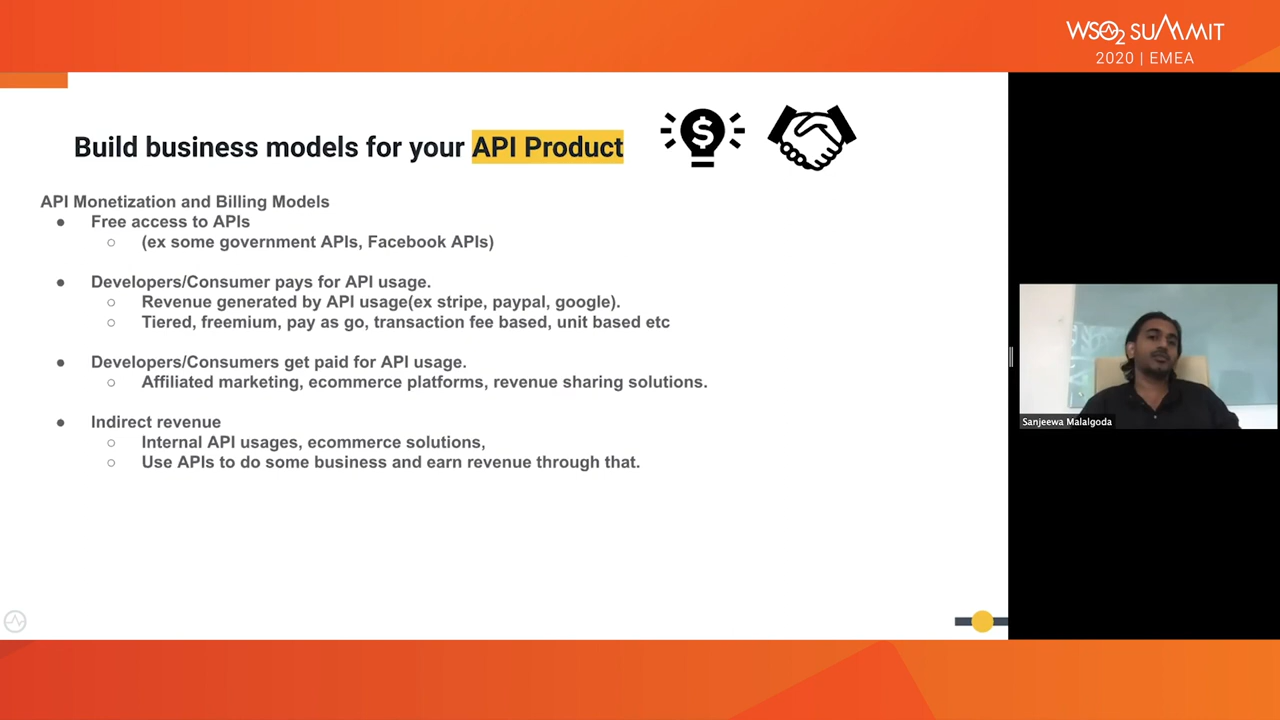 WSO2 SUMMIT
2020 | EMEA
Build business models for your API Product
$
API Monetization and Billing Models
● Free access to APIs
○ (ex some government APIs, Facebook APIs)
● Developers/Consumer pays for API usage.
○ Revenue generated by API usage(ex stripe, paypal, google).
○ Tiered, freemium, pay as go, transaction fee based, unit based etc
● Developers/Consumers get paid for API usage.
○ Affiliated marketing, ecommerce platforms, revenue sharing solutions.
● Indirect revenue
○ Internal API usages, ecommerce solutions,
○ Use APIs to do some business and earn revenue through that.
Sanjeewa Malalgoda